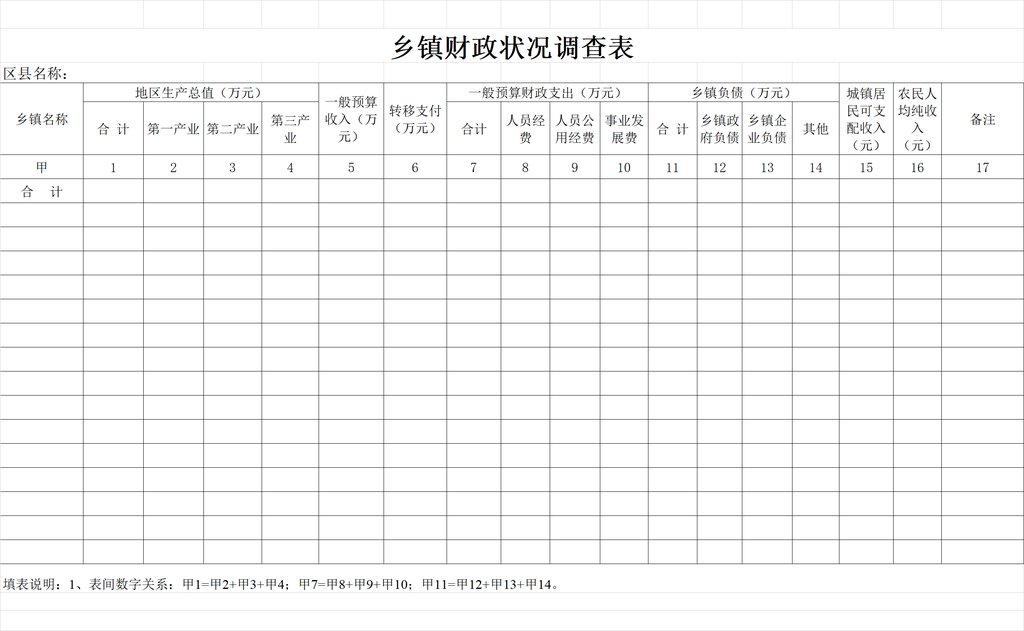 乡镇财政状况调查表
区县名称：
乡镇名称
地区生产总值（万元）
一般预算
收入（万
元）
转移支付
（万元）
一般预算财政支出（万元）
乡镇负债（万元）
城镇居
民可支
配收入
（元）
农民人
均纯收
入
（元）
备注
合 计
第一产业
第二产业
第三产
业
合计
人员经
费
人员公
用经费
事业发
展费
合 计
乡镇政
府负债
乡镇企
业负债
其他
甲 1 2 3 4 5 6 7 8 9 10 11 12 13 14 15 16 17
合 计
填表说明：1、表间数字关系：甲1=甲2+甲3+甲4；甲7=甲8+甲9+甲10；甲11=甲12+甲13+甲14。